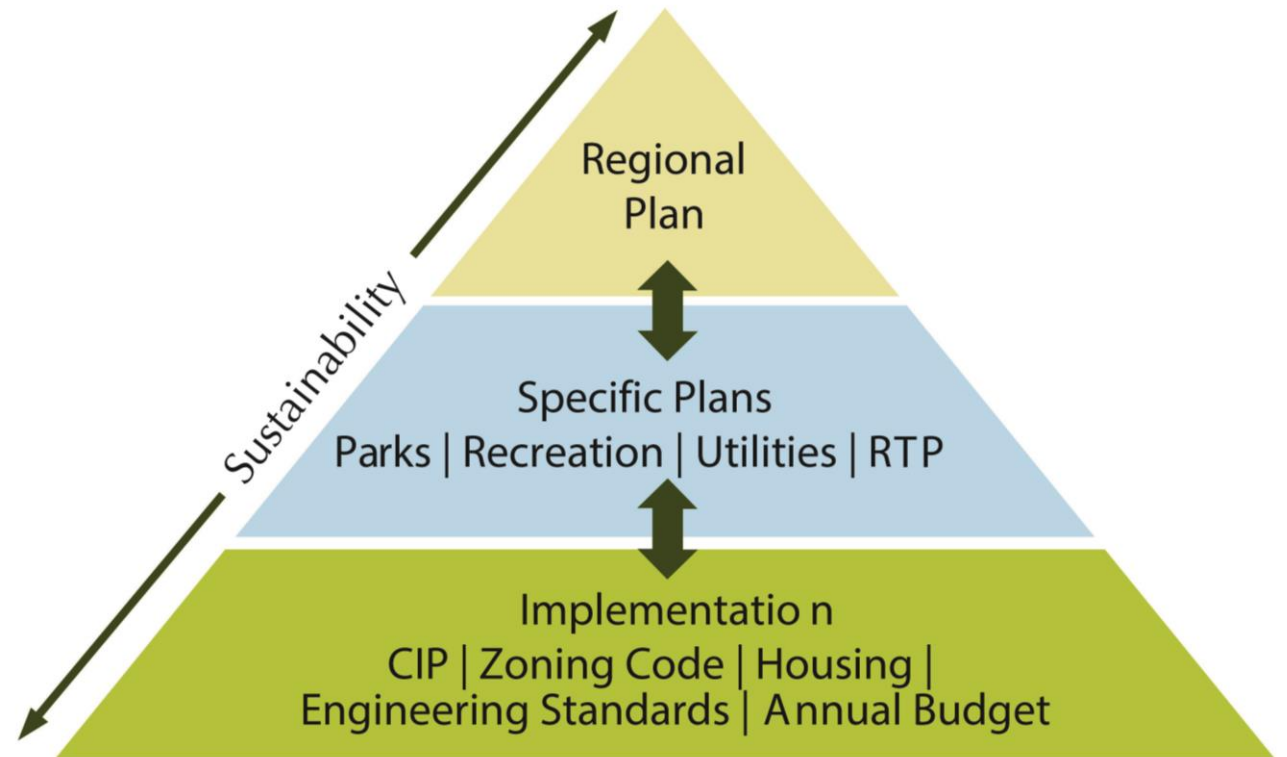 Regional
Plan
Sustainability
Specific Plans
Parks | Recreation | Utilities | RTP
Implementatio n
CIP | Zoning Code | Housing |
Engineering Standards | Annual Budget